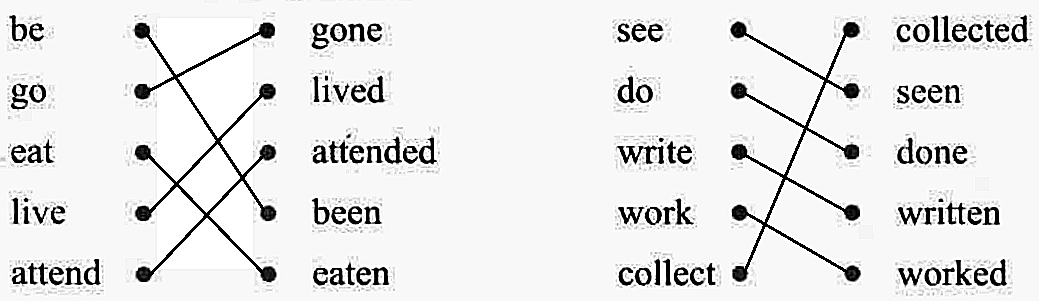 be gone see collected
go lived do seen
eat attended write done
live been work written
attend eaten collect worked